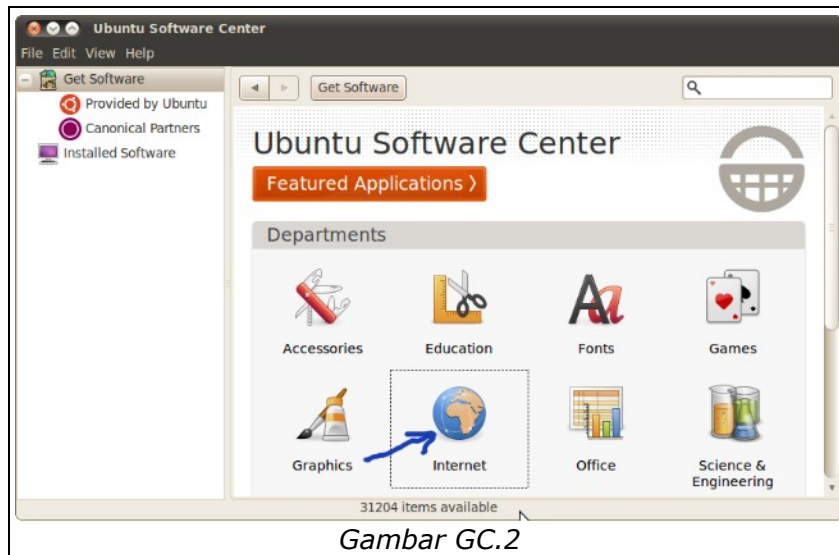 Ubuntu Software Center
File Edit View Help
Get Software
Provided by Ubuntu
Canonical Partners
Installed Software
Get Software
Ubuntu Software Center
Featured Applications
Departments
Accessories Education Fonts Games
Graphics Internet Office Science &
Engineering
31204 items available
Gambar GC.2